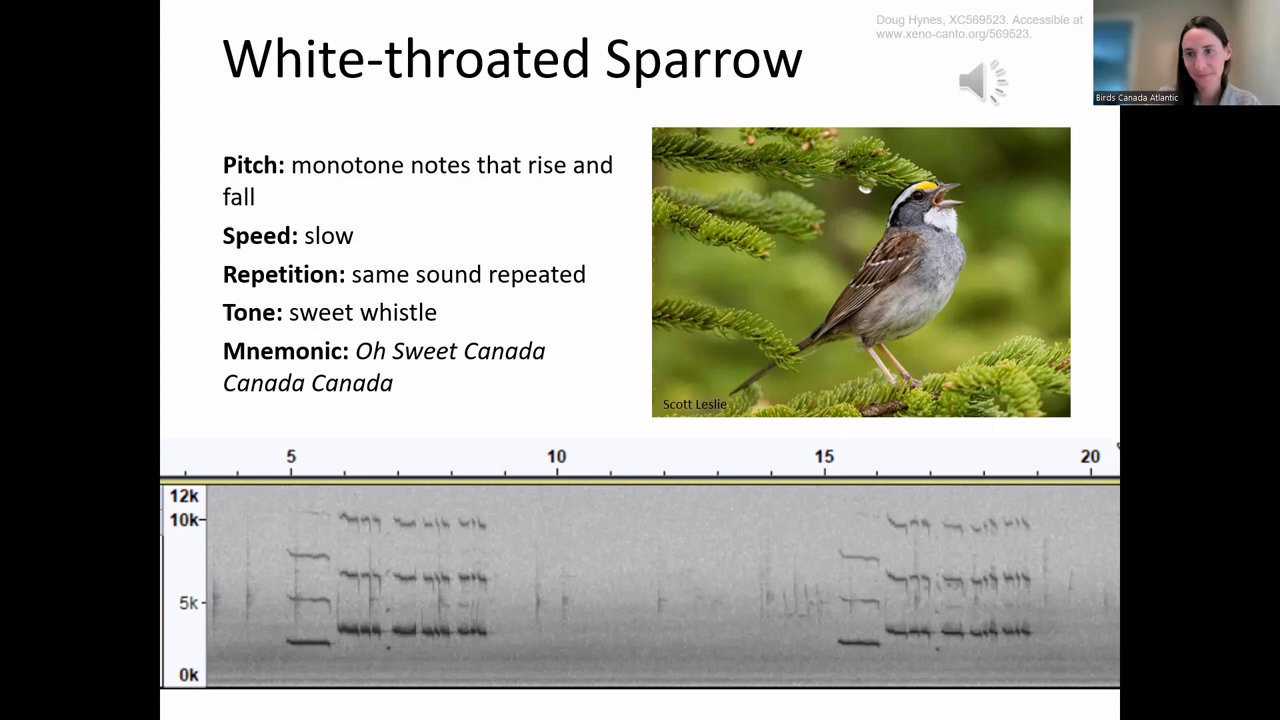 Doug Hynes, XC569523. Accessible at
www.xeno-canto.org/569523.
White-throated Sparrow
Birds Canada Atlantic
Pitch: monotone notes that rise and
fall
Speed: slow
Repetition: same sound repeated
Tone: sweet whistle
Mnemonic: Oh Sweet Canada
Canada Canada
Scott Leslie
5 10 15 20
12k
10k
5k
0k